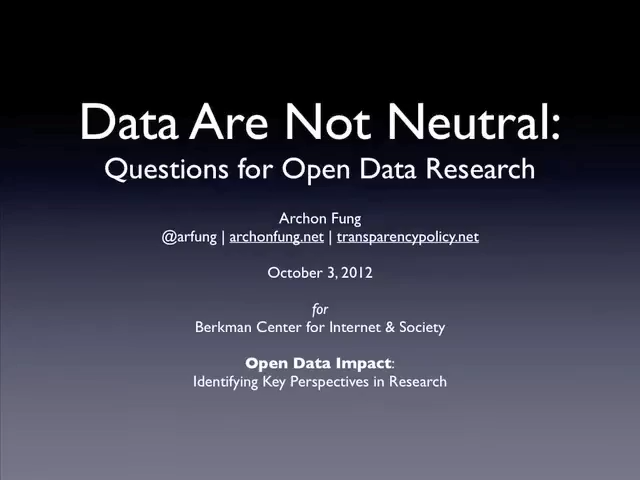 Data Are Not Neutral:
Questions for Open Data Research
Archon Fung
@arfung | archonfung.net | transparencypolicy.net
October 3, 2012
for
Berkman Center for Internet & Society
Open Data Impact:
Identifying Key Perspectives in Research